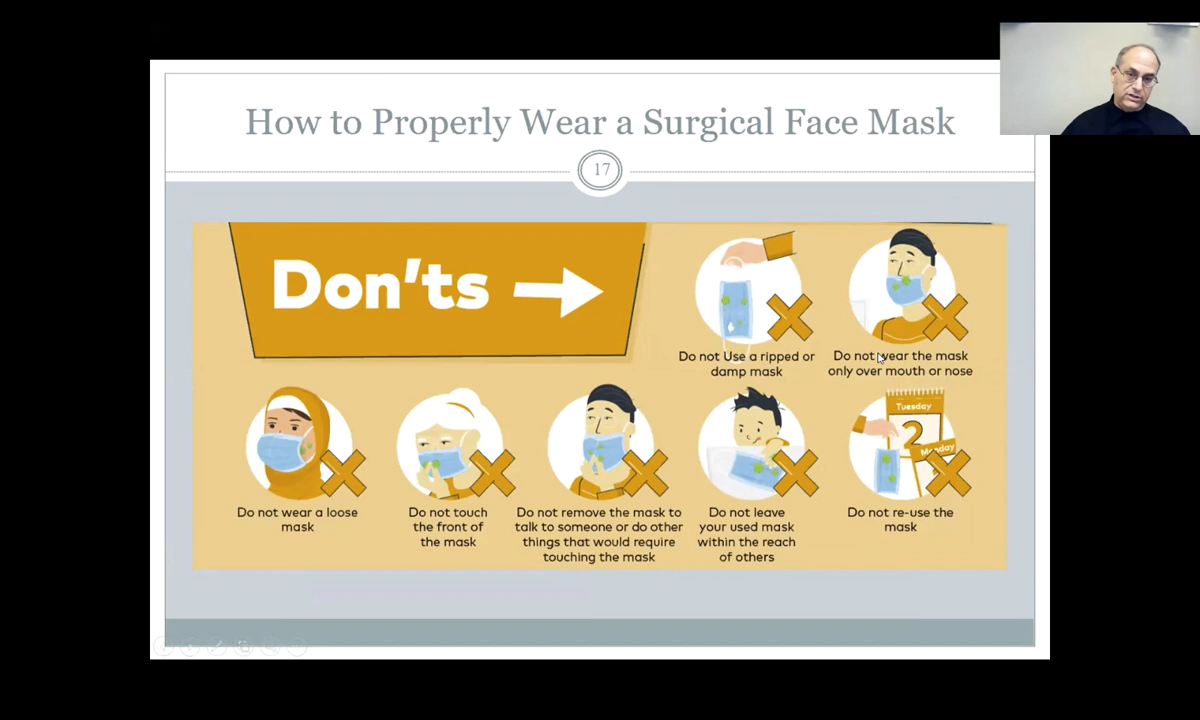 How to Properly Wear a Surgical Face Mask
17
Don'ts
Do not Use a ripped or
damp mask
Do not wear the mask
only over mouth or nose
Tuesday
2
Monday
Do not wear a loose
mask
Do not touch
the front of
the mask
Do not remove the mask to
talk to someone or do other
things that would require
touching the mask
Do not leave
your used mask
within the reach
of others
Do not re-use the
mask